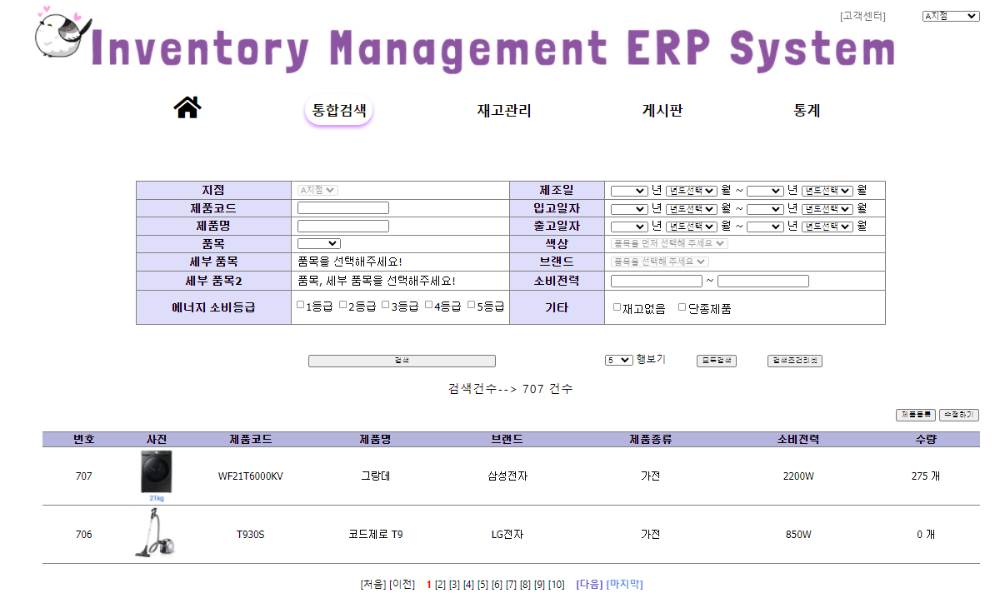 [고객센터] A지점
Inventory Management ERP System
통합검색 재고관리 게시판 통계
지점 A지점 제조일 년 년도선택 월 ~ 년 년도선택 월
제품코드 입고일자 년 년도선택 월 ~ 년 년도선택 월
제품명 출고일자 년 년도선택 월 ~ 년 년도선택 월
품목 색상 품목을 먼저 선택해 주세요
세부 품목 품목을 선택해주세요! 브랜드 품목을 선택해 주세요
세부 품목2 품목, 세부 품목을 선택해주세요! 소비전력 ~
에너지 소비등급 1등급 2등급 3등급 4등급 5등급 기타 재고없음 단종제품
검색 5 행보기 모두검색 검색조건리셋
검색건수--> 707 건수
제품등록 수정하기
번호 사진 제품코드 제품명 브랜드 제품종류 소비전력 수량
707 WF21T6000KV 그랑데 삼성전자 가전 2200W 275 개
21kg
706 T930S 코드제로 T9 LG전자 가전 850W 0 개
[처음] [이전] 1 [2] [3] [4] [5] [6] [7] [8] [9] [10] [다음] [마지막]